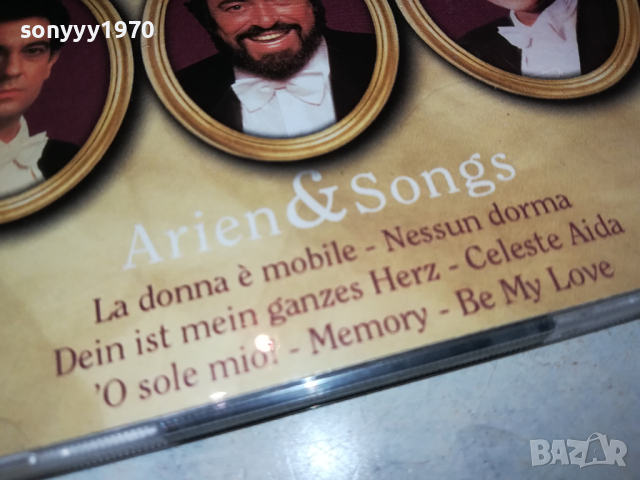 sonyyy1970
Arien & Songs
La donna è mobile - Nessun dorma
Dein ist mein ganzes Herz - Celeste Aida
'O sole mio! - Memory - Be My Love
BAZAR